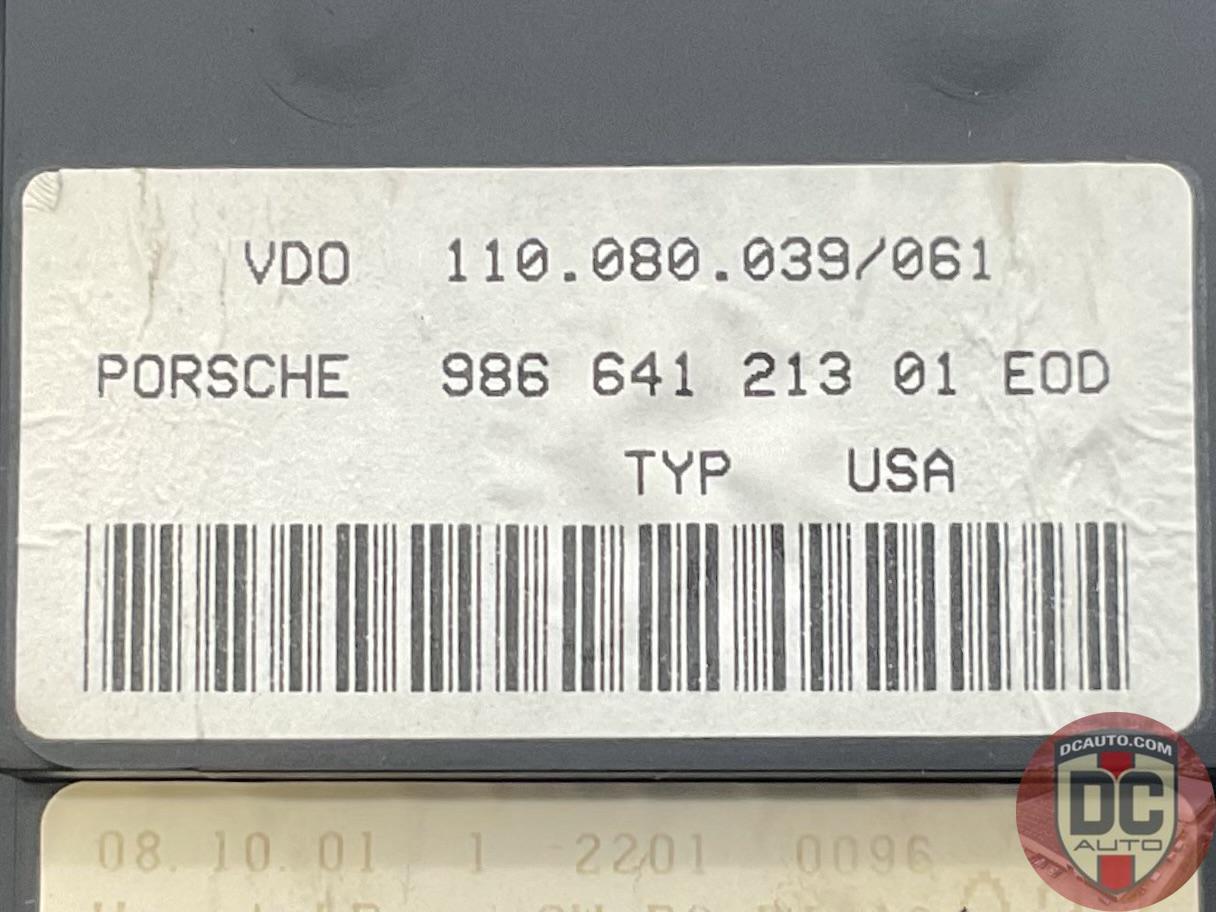 VDO 110.080.039/061
PORSCHE 986 641 213 01 EOD
TYP USA
08.10.01 1 2201 0096
DCAUTO.COM
DC
AUTO